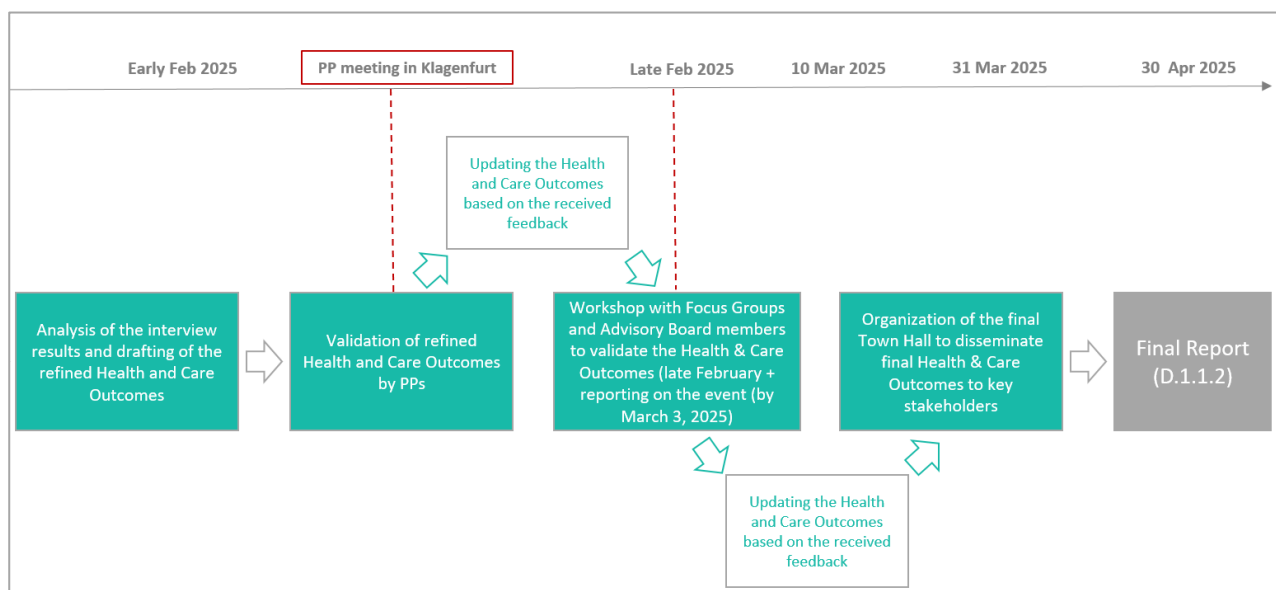 Early Feb 2025
PP meeting in Klagenfurt
Late Feb 2025
10 Mar 2025
31 Mar 2025
30 Apr 2025
Updating the Health
and Care Outcomes
based on the received
feedback
Analysis of the interview
results and drafting of the
refined Health and Care
Outcomes
Validation of refined
Health and Care Outcomes
by PPs
Workshop with Focus Groups
and Advisory Board members
to validate the Health & Care
Outcomes (late February +
reporting on the event (by
March 3, 2025)
Organization of the final
Town Hall to disseminate
final Health & Care
Outcomes to key
stakeholders
Final Report
(D.1.1.2)
Updating the Health
and Care Outcomes
based on the received
feedback